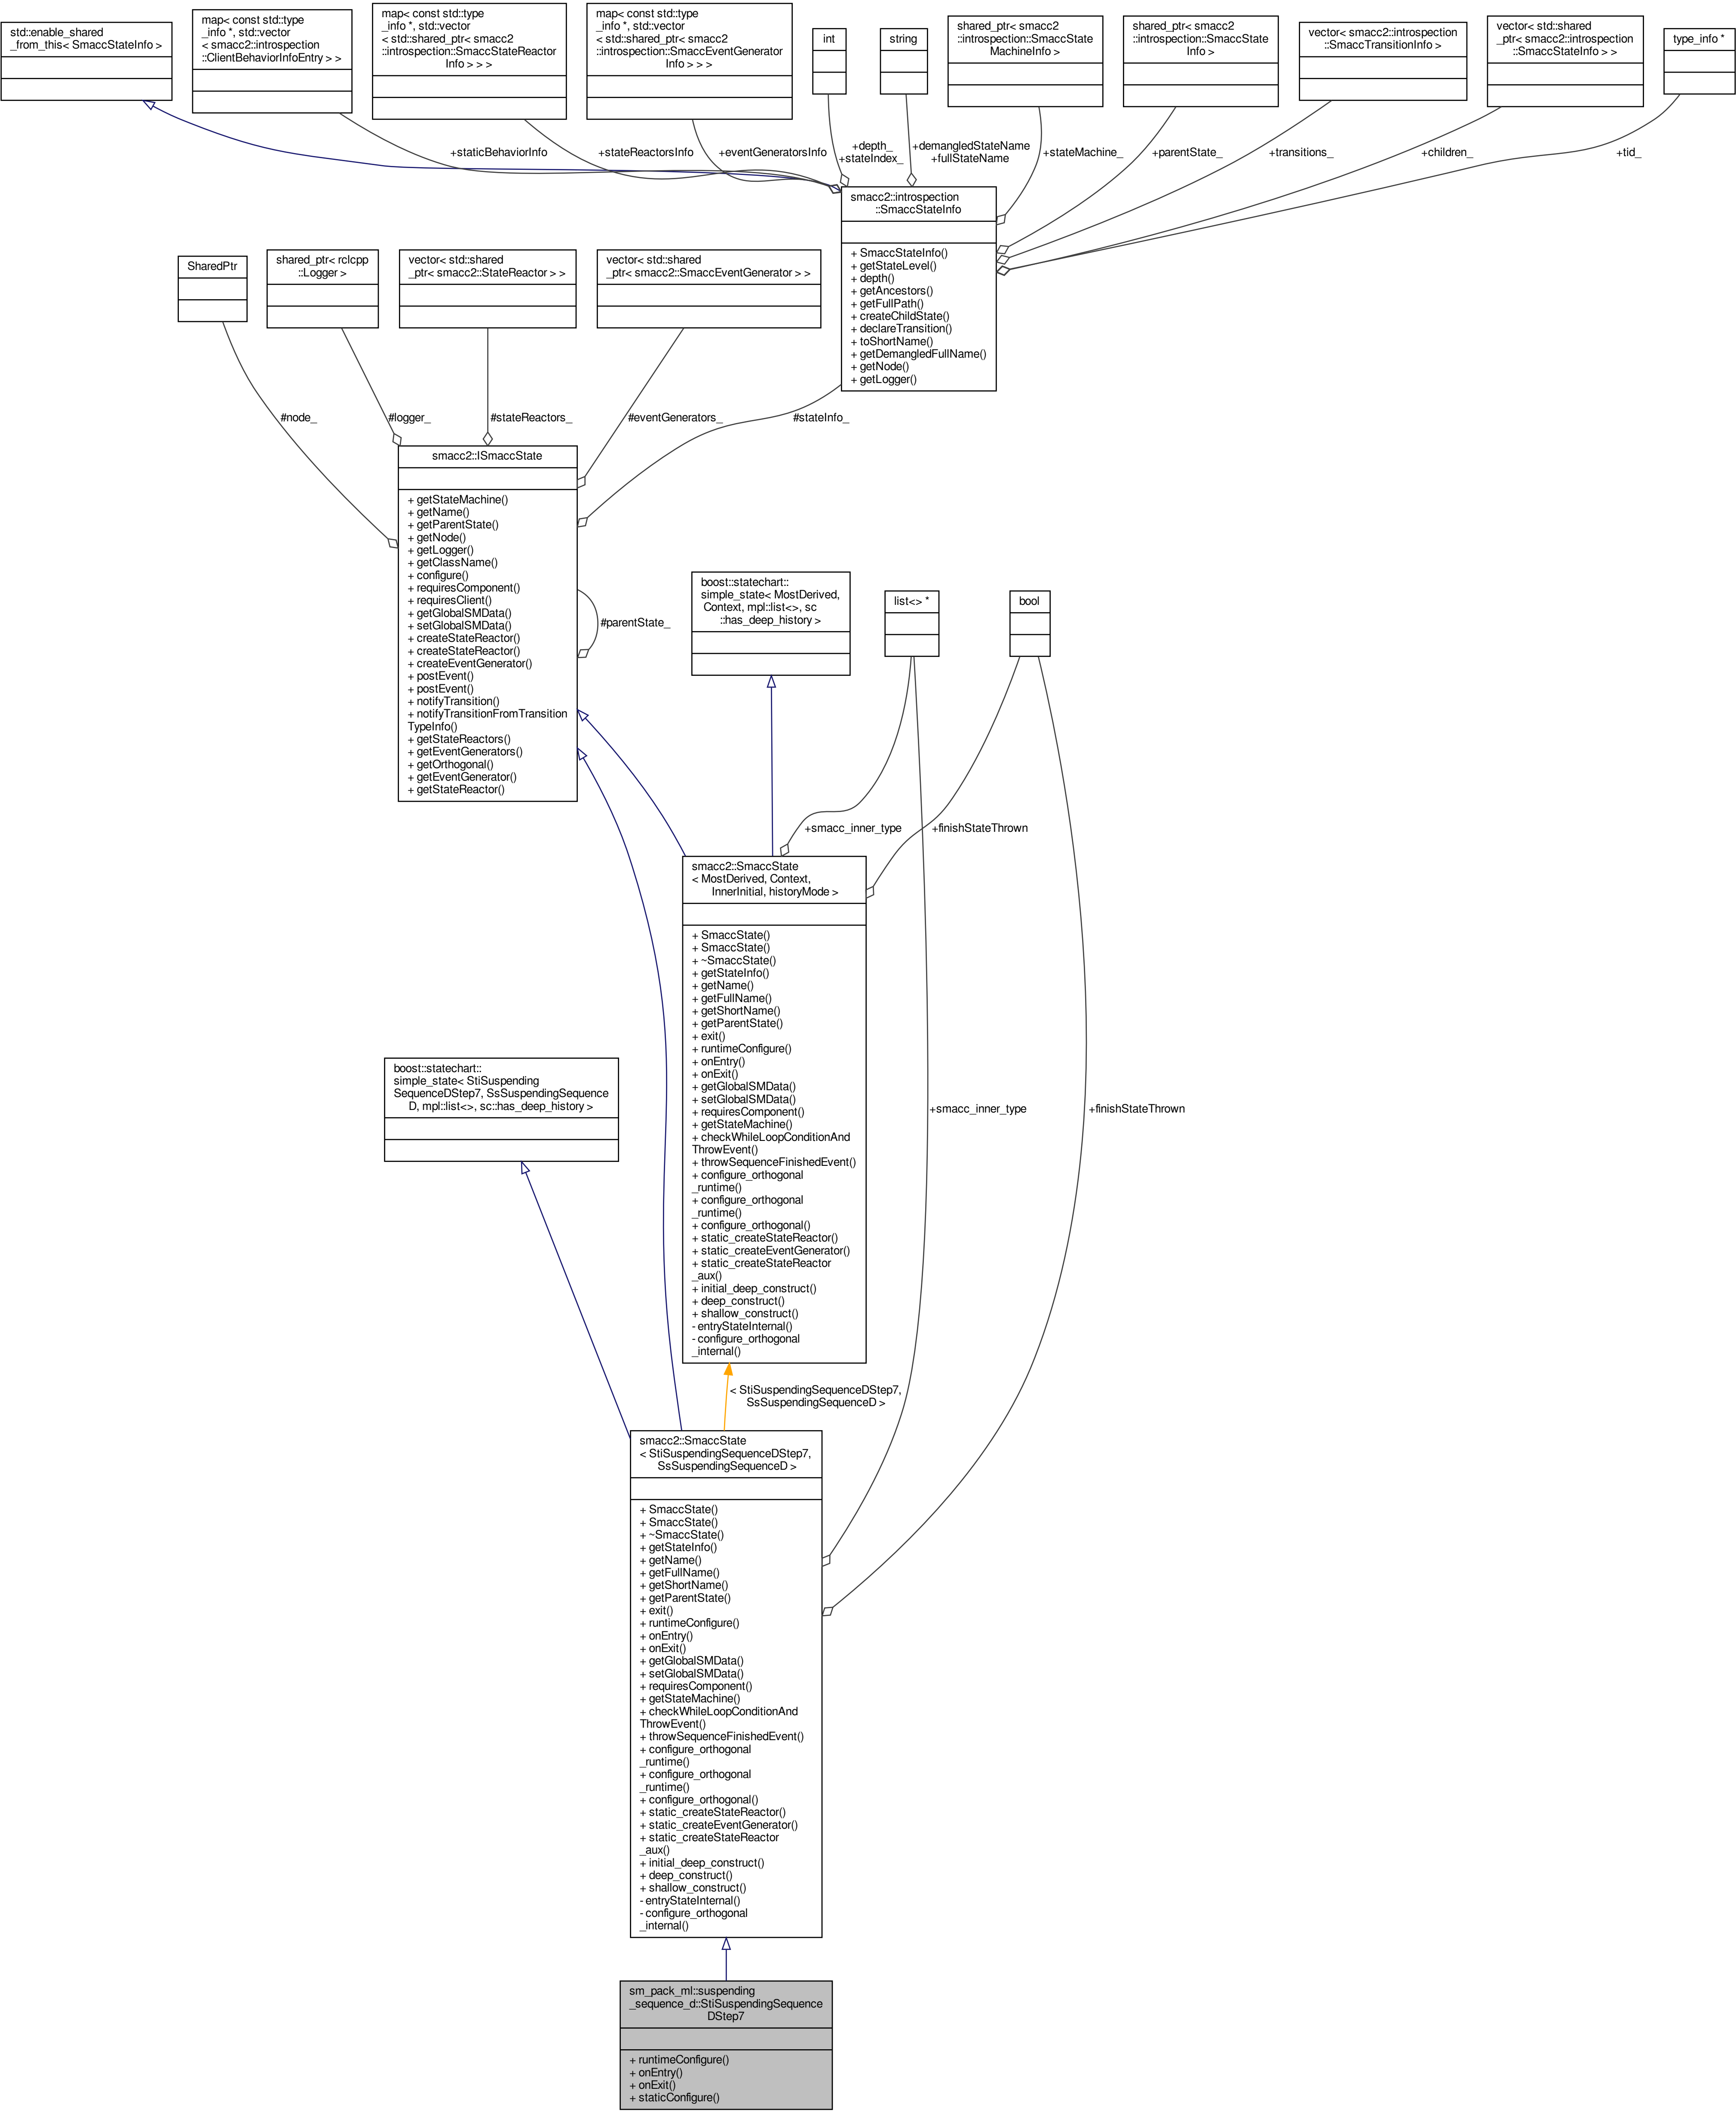 std::enable_shared
_from_this< SmaccStateInfo >
map< const std::type
_info *, std::vector
< smacc2::introspection
::ClientBehaviorInfoEntry > >
map< const std::type
_info *, std::vector
< std::shared_ptr< smacc2
::introspection::SmaccStateReactor
Info > > >
map< const std::type
_info *, std::vector
< std::shared_ptr< smacc2
::introspection::SmaccEventGenerator
Info > > >
int
string
shared_ptr< smacc2
::introspection::SmaccState
MachineInfo >
shared_ptr< smacc2
::introspection::SmaccState
Info >
vector< smacc2::introspection
::SmaccTransitionInfo >
vector< std::shared
_ptr< smacc2::introspection
::SmaccStateInfo > >
type_info *
+staticBehaviorInfo
+stateReactorsInfo
+eventGeneratorsInfo
+depth_
+stateIndex_
+demangledStateName
+fullStateName
+stateMachine_
+parentState_
+transitions_
+children_
+tid_
smacc2::introspection
::SmaccStateInfo
+ SmaccStateInfo()
+ getStateLevel()
+ depth()
+ getAncestors()
+ getFullPath()
+ createChildState()
+ declareTransition()
+ toShortName()
+ getDemangledFullName()
+ getNode()
+ getLogger()
SharedPtr
shared_ptr< rclcpp
::Logger >
vector< std::shared
_ptr< smacc2::StateReactor > >
vector< std::shared
_ptr< smacc2::SmaccEventGenerator > >
#node_
#logger_
#stateReactors_
#eventGenerators_
#stateInfo_
smacc2::ISmaccState
+ getStateMachine()
+ getName()
+ getParentState()
+ getNode()
+ getLogger()
+ getClassName()
+ configure()
+ requiresComponent()
+ requiresClient()
+ getGlobalSMData()
+ setGlobalSMData()
+ createStateReactor()
+ createStateReactor()
+ createEventGenerator()
+ postEvent()
+ postEvent()
+ notifyTransition()
+ notifyTransitionFromTransition
TypeInfo()
+ getStateReactors()
+ getEventGenerators()
+ getOrthogonal()
+ getEventGenerator()
+ getStateReactor()
#parentState_
boost::statechart::
simple_state< MostDerived,
Context, mpl::list<>, sc
::has_deep_history >
list<> *
bool
+smacc_inner_type
+finishStateThrown
smacc2::SmaccState
< MostDerived, Context,
InnerInitial, historyMode >
+ SmaccState()
+ SmaccState()
+ ~SmaccState()
+ getStateInfo()
+ getName()
+ getFullName()
+ getShortName()
+ getParentState()
+ exit()
+ runtimeConfigure()
+ onEntry()
+ onExit()
+ getGlobalSMData()
+ setGlobalSMData()
+ requiresComponent()
+ getStateMachine()
+ checkWhileLoopConditionAnd
ThrowEvent()
+ throwSequenceFinishedEvent()
+ configure_orthogonal
_runtime()
+ configure_orthogonal
_runtime()
+ configure_orthogonal()
+ static_createStateReactor()
+ static_createEventGenerator()
+ static_createStateReactor
_aux()
+ initial_deep_construct()
+ deep_construct()
+ shallow_construct()
- entryStateInternal()
- configure_orthogonal
_internal()
boost::statechart::
simple_state< StiSuspending
SequenceDStep7, SsSuspendingSequence
D, mpl::list<>, sc::has_deep_history >
+smacc_inner_type
+finishStateThrown
< StiSuspendingSequenceDStep7,
SsSuspendingSequenceD >
smacc2::SmaccState
< StiSuspendingSequenceDStep7,
SsSuspendingSequenceD >
+ SmaccState()
+ SmaccState()
+ ~SmaccState()
+ getStateInfo()
+ getName()
+ getFullName()
+ getShortName()
+ getParentState()
+ exit()
+ runtimeConfigure()
+ onEntry()
+ onExit()
+ getGlobalSMData()
+ setGlobalSMData()
+ requiresComponent()
+ getStateMachine()
+ checkWhileLoopConditionAnd
ThrowEvent()
+ throwSequenceFinishedEvent()
+ configure_orthogonal
_runtime()
+ configure_orthogonal
_runtime()
+ configure_orthogonal()
+ static_createStateReactor()
+ static_createEventGenerator()
+ static_createStateReactor
_aux()
+ initial_deep_construct()
+ deep_construct()
+ shallow_construct()
- entryStateInternal()
- configure_orthogonal
_internal()
sm_pack_ml::suspending
_sequence_d::StiSuspendingSequence
DStep7
+ runtimeConfigure()
+ onEntry()
+ onExit()
+ staticConfigure()